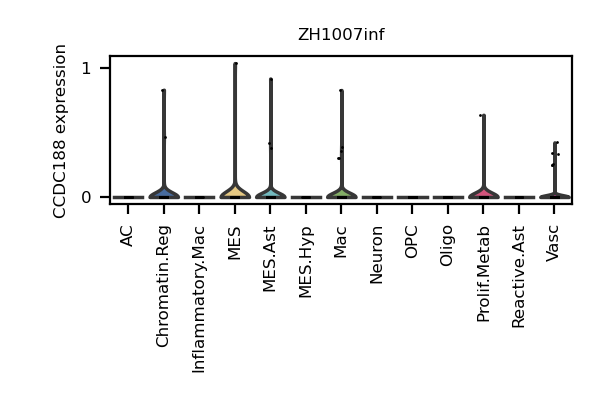 ZH1007inf
CCDC188 expression
1
0
AC
Chromatin.Reg
Inflammatory.Mac
MES
MES.Ast
MES.Hyp
Mac
Neuron
OPC
Oligo
Prolif.Metab
Reactive.Ast
Vasc